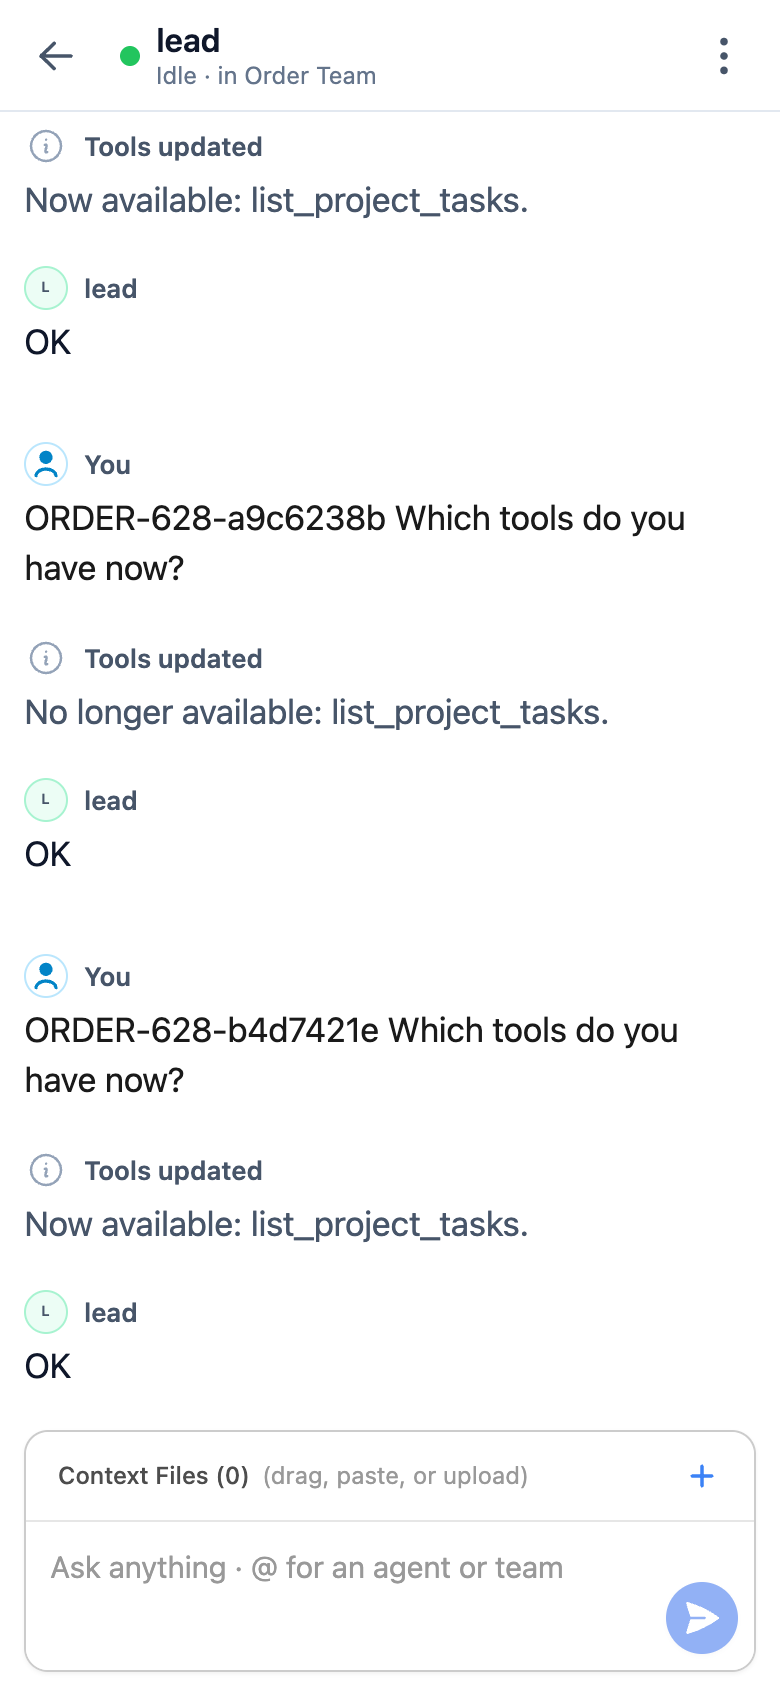 lead
Idle · in Order Team
Tools updated
Now available: list_project_tasks.
L lead
OK
You
ORDER-628-a9c6238b Which tools do you
have now?
Tools updated
No longer available: list_project_tasks.
L lead
OK
You
ORDER-628-b4d7421e Which tools do you
have now?
Tools updated
Now available: list_project_tasks.
L lead
OK
Context Files (0) (drag, paste, or upload)
Ask anything · @ for an agent or team